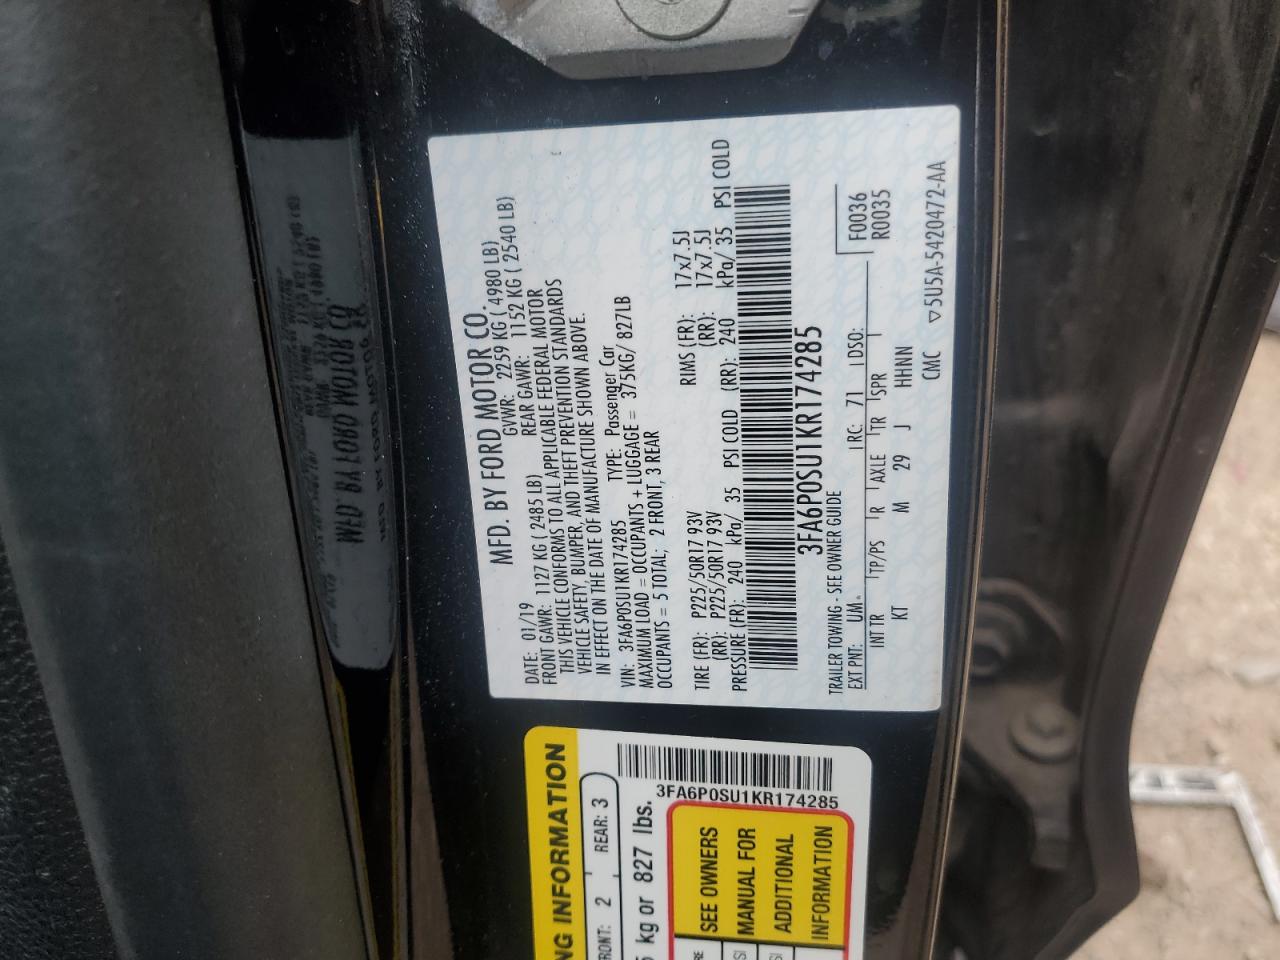 MFD. BY FORD MOTOR CO.
DATE: 01/19 GVWR: 2259 KG ( 4980 LB)
FRONT GAWR: 1127 KG ( 2485 LB) REAR GAWR: 1152 KG ( 2540 LB)
THIS VEHICLE CONFORMS TO ALL APPLICABLE FEDERAL MOTOR
VEHICLE SAFETY, BUMPER, AND THEFT PREVENTION STANDARDS
IN EFFECT ON THE DATE OF MANUFACTURE SHOWN ABOVE.
VIN: 3FA6P0SU1KR174285 TYPE: Passenger Car
MAXIMUM LOAD = OCCUPANTS + LUGGAGE = 375KG/ 827LB
OCCUPANTS = 5 TOTAL; 2 FRONT, 3 REAR
TIRE (FR): P225/50R17 93V RIMS (FR): 17x7.5J
(RR): P225/50R17 93V (RR): 17x7.5J
PRESSURE (FR): 240 kPa/ 35 PSI COLD (RR): 240 kPa/ 35 PSI COLD
3FA6P0SU1KR174285
F0036
R0035
TRAILER TOWING - SEE OWNER GUIDE
EXT PNT: UM RC: 71 DSO:
INT TR TP/PS R AXLE TR SPR
KT M 29 J HHNN
CMC ▽5U5A-5420472-AA
NG INFORMATION
FRONT: 2 REAR: 3
kg or 827 lbs.
3FA6P0SU1KR174285
SEE OWNERS
MANUAL FOR
ADDITIONAL
INFORMATION